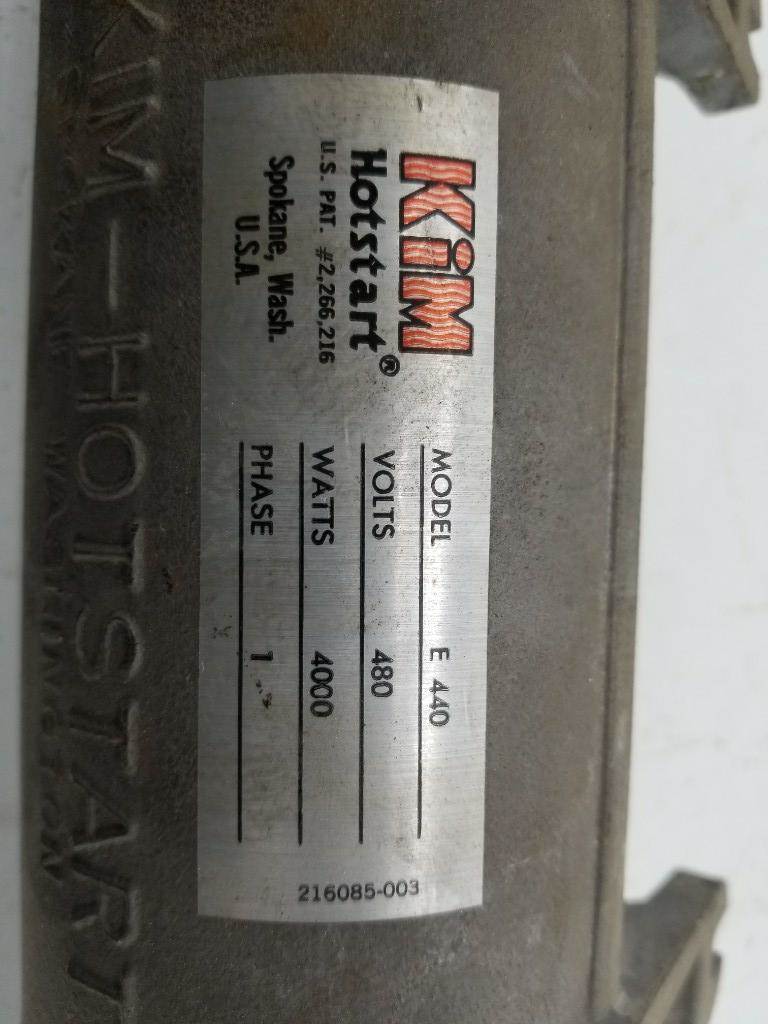 KiM
Hotstart®
U.S. PAT. #2,266,216
Spokane, Wash.
U.S.A.
MODEL E 440
VOLTS 480
WATTS 4000
PHASE 1
216085-003
KIM-HOTSTART
WASHINGTON